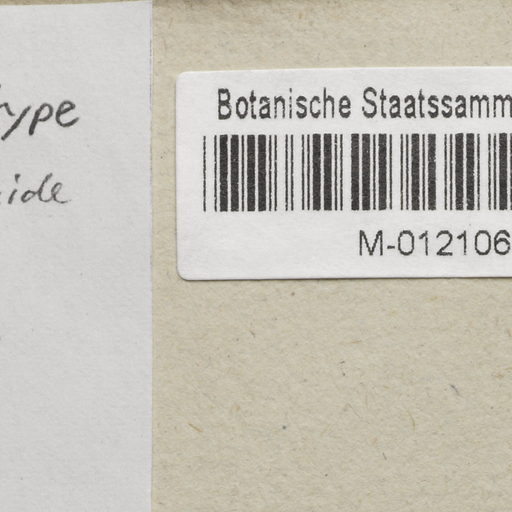 ype
ide
Botanische Staatssamm
M-012106